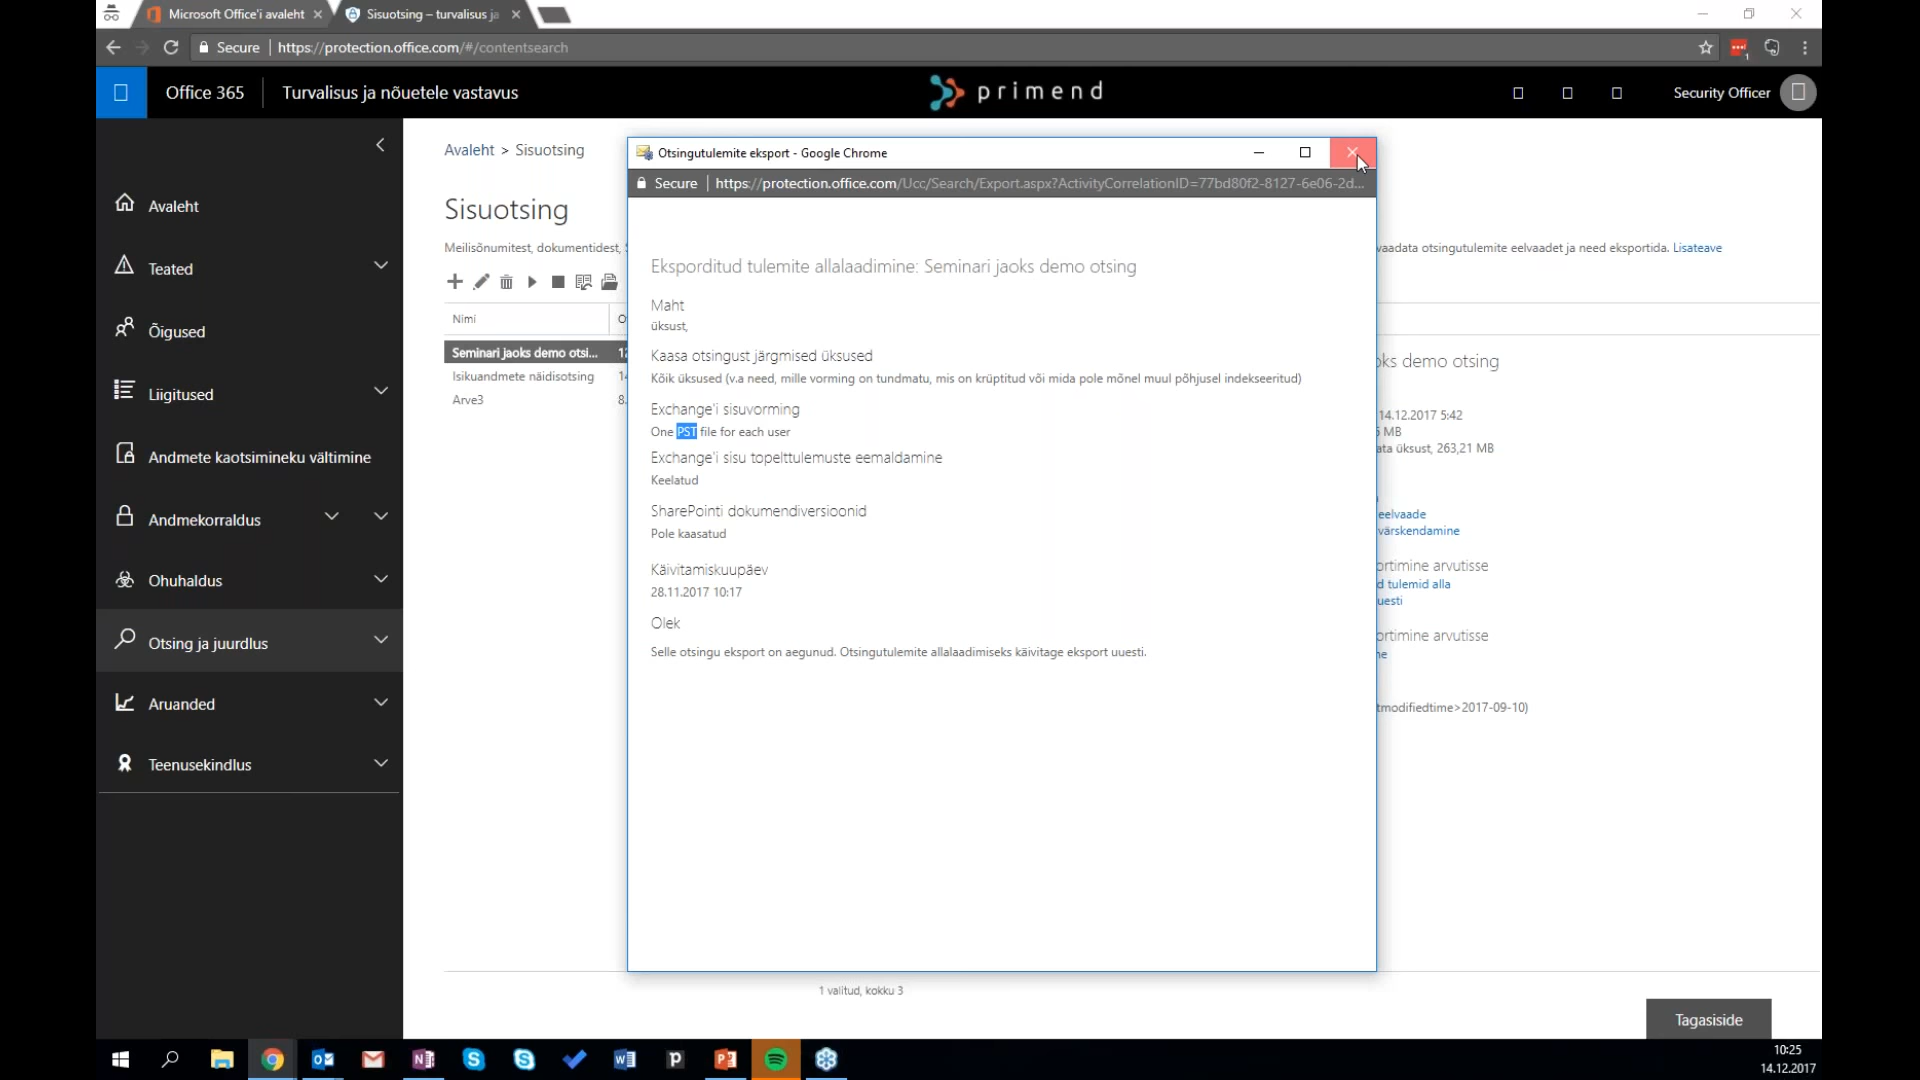 Microsoft Office'i avaleht
Sisuotsing – turvalisus ja
Secure https://protection.office.com/#/contentsearch
Office 365
Turvalisus ja nõuetele vastavus
primend
Security Officer
Avaleht
Teated
Õigused
Liigitused
Andmete kaotsimineku vältimine
Andmekorraldus
Ohuhaldus
Otsing ja juurdlus
Aruanded
Teenusekindlus
Avaleht > Sisuotsing
Sisuotsing
Meilisõnumitest, dokumentidest,
vaadata otsingutulemite eelvaadet ja need eksportida. Lisateave
Nimi
Seminari jaoks demo otsi...
Isikuandmete näidisotsing
Arve3
8.
Otsingutulemite eksport - Google Chrome
Secure https://protection.office.com/Ucc/Search/Export.aspx?ActivityCorrelationID=77bd80f2-8127-6e06-2d...
Eksporditud tulemite allalaadimine: Seminari jaoks demo otsing
Maht
üksust,
Kaasa otsingust järgmised üksused
Kõik üksused (v.a need, mille vorming on tundmatu, mis on krüptitud või mida pole mõnel muul põhjusel indekseeritud)
Exchange'i sisuvorming
One PST file for each user
Exchange'i sisu topelttulemuste eemaldamine
Keelatud
SharePointi dokumendiversioonid
Pole kaasatud
Käivitamiskuupäev
28.11.2017 10:17
Olek
Selle otsingu eksport on aegunud. Otsingutulemite allalaadimiseks käivitage eksport uuesti.
oks demo otsing
14.12.2017 5:42
MB
ata üksust, 263,21 MB
eelvaade
värskendamine
ortimine arvutisse
d tulemid alla
uesti
ortimine arvutisse
ne
tmodifiedtime>2017-09-10)
1 valitud, kokku 3
Tagasiside
10:25
14.12.2017